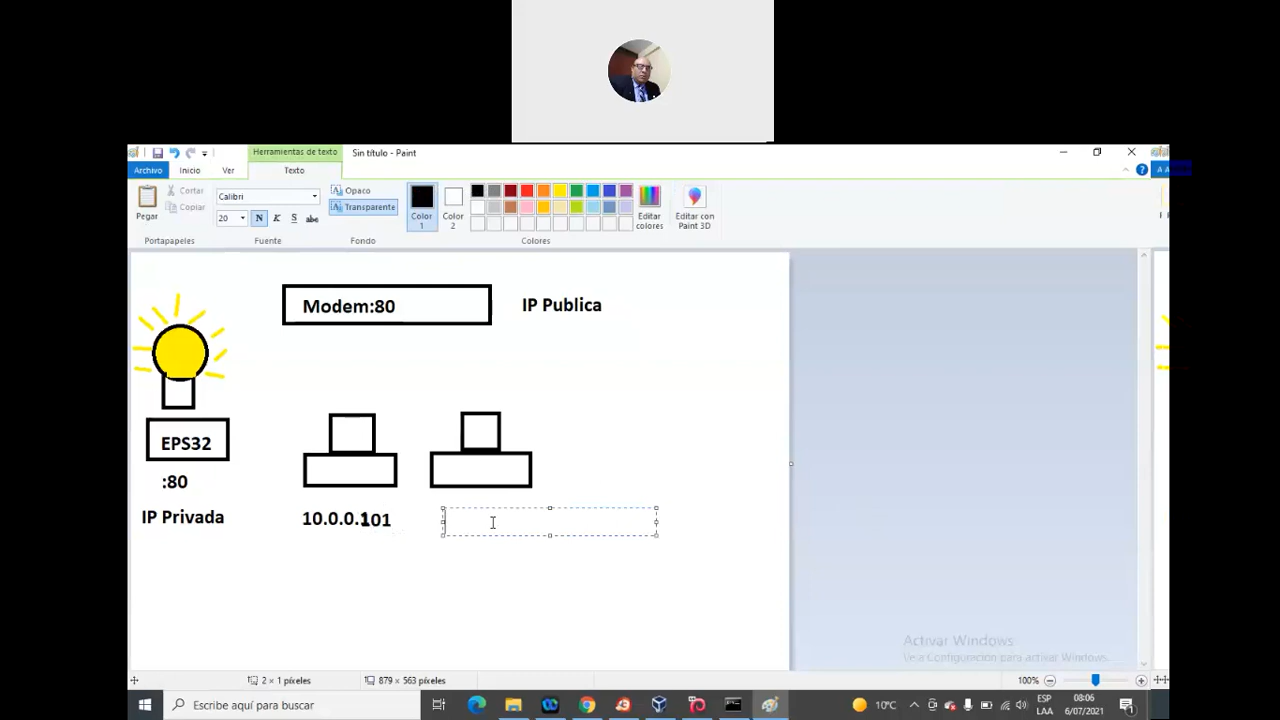 Herramientas de texto
Sin título - Paint
Archivo
Inicio
Ver
Texto
Pegar
Cortar
Copiar
Portapapeles
Calibri
20
N
K
S
abc
Fuente
Opaco
Transparente
Fondo
Color 1
Color 2
Editar colores
Colores
Editar con Paint 3D
Modem:80
IP Publica
EPS32
:80
IP Privada
10.0.0.101
Activar Windows
Ve a Configuración para activar Windows.
2 × 1 píxeles
879 × 563 píxeles
100%
Escribe aquí para buscar
10°C
ESP
LAA
08:06
6/07/2021